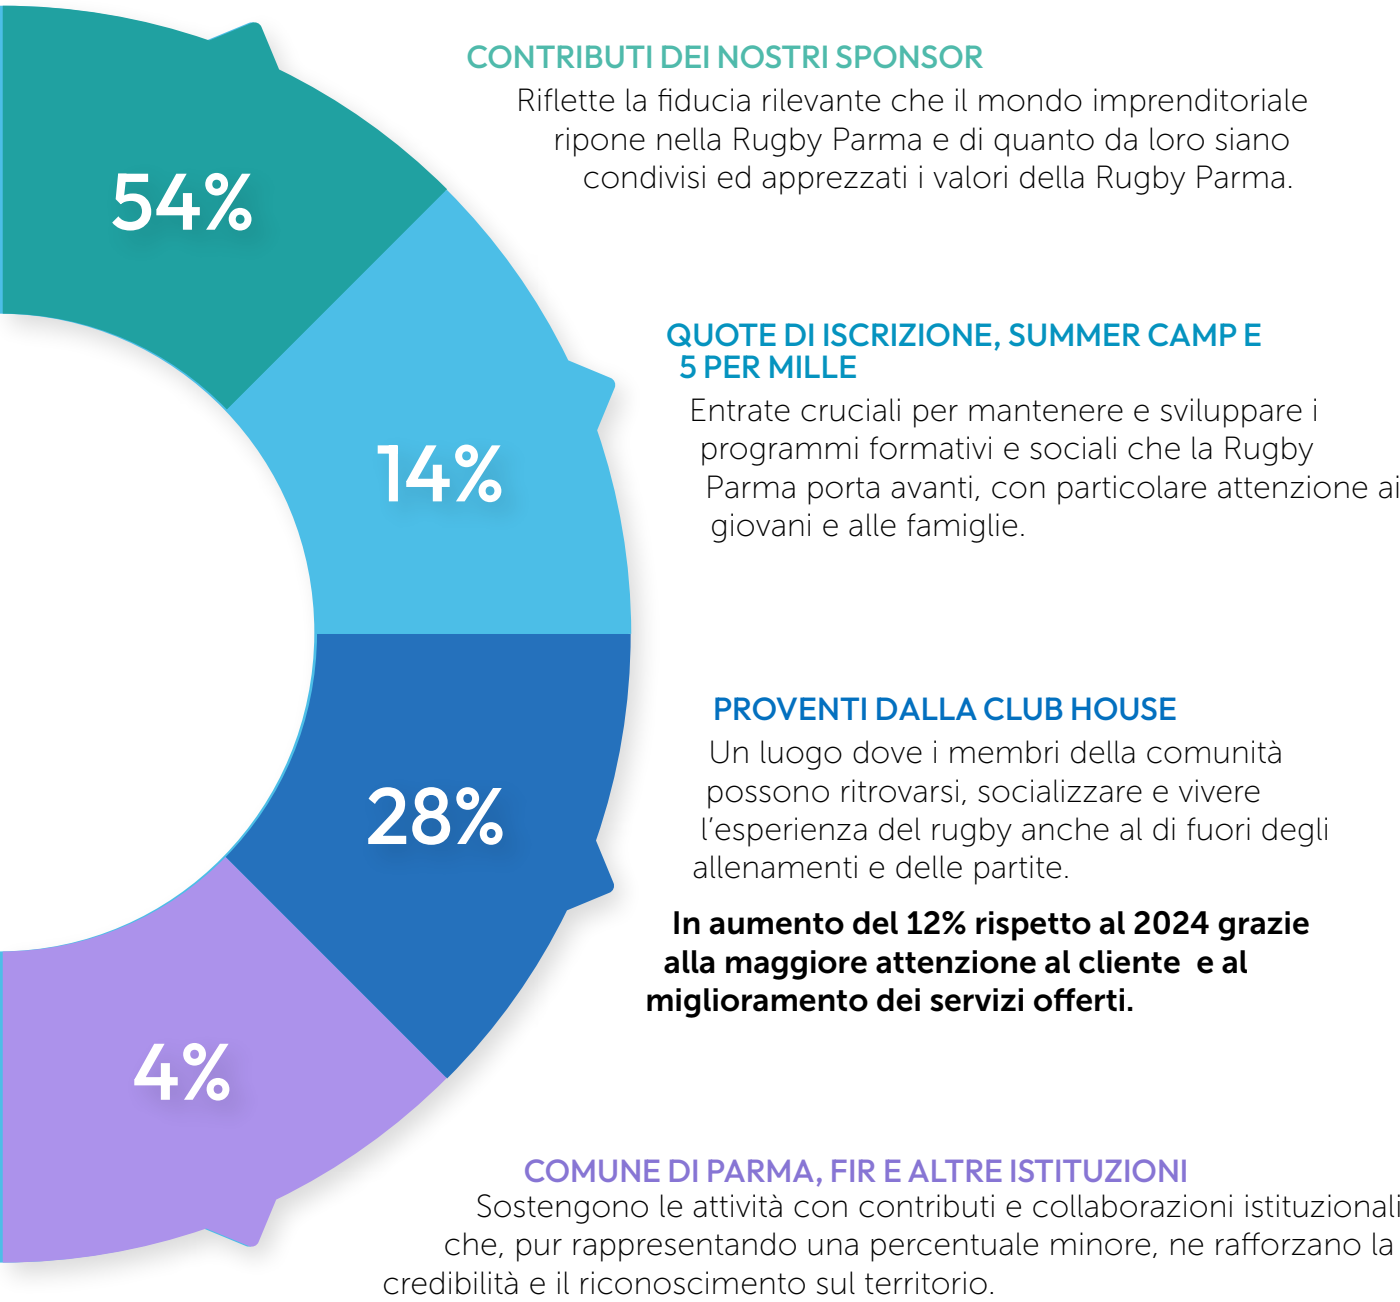 54%
CONTRIBUTI DEI NOSTRI SPONSOR
Riflette la fiducia rilevante che il mondo imprenditoriale
ripone nella Rugby Parma e di quanto da loro siano
condivisi ed apprezzati i valori della Rugby Parma.
14%
QUOTE DI ISCRIZIONE, SUMMER CAMP E
5 PER MILLE
Entrate cruciali per mantenere e sviluppare i
programmi formativi e sociali che la Rugby
Parma porta avanti, con particolare attenzione ai
giovani e alle famiglie.
28%
PROVENTI DALLA CLUB HOUSE
Un luogo dove i membri della comunità
possono ritrovarsi, socializzare e vivere
l’esperienza del rugby anche al di fuori degli
allenamenti e delle partite.
In aumento del 12% rispetto al 2024 grazie
alla maggiore attenzione al cliente e al
miglioramento dei servizi offerti.
4%
COMUNE DI PARMA, FIR E ALTRE ISTITUZIONI
Sostengono le attività con contributi e collaborazioni istituzionali
che, pur rappresentando una percentuale minore, ne rafforzano la
credibilità e il riconoscimento sul territorio.